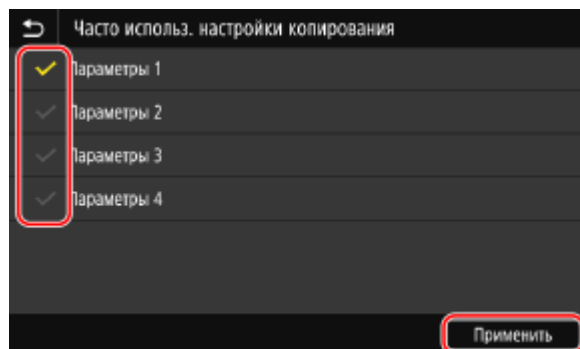 Часто использ. настройки копирования
Параметры 1
Параметры 2
Параметры 3
Параметры 4
Применить